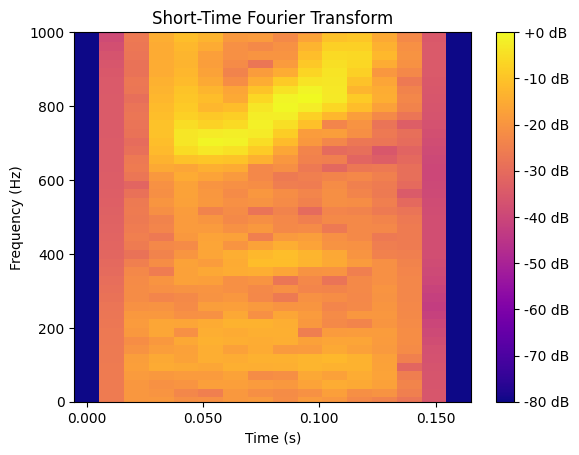 Short-Time Fourier Transform
1000
800
600
400
200
0
Frequency (Hz)
0.000
0.050
0.100
0.150
Time (s)
+0 dB
-10 dB
-20 dB
-30 dB
-40 dB
-50 dB
-60 dB
-70 dB
-80 dB